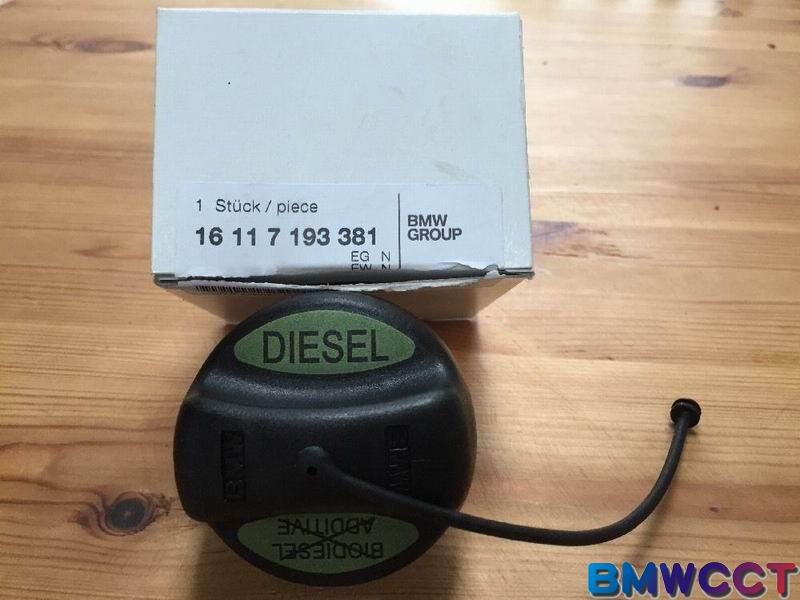 1 Stück / piece
16 11 7 193 381
EG N
EW N
BMW
GROUP
DIESEL
BMW
BMW
BIODIESEL
ADDITIVE
BMWCCT